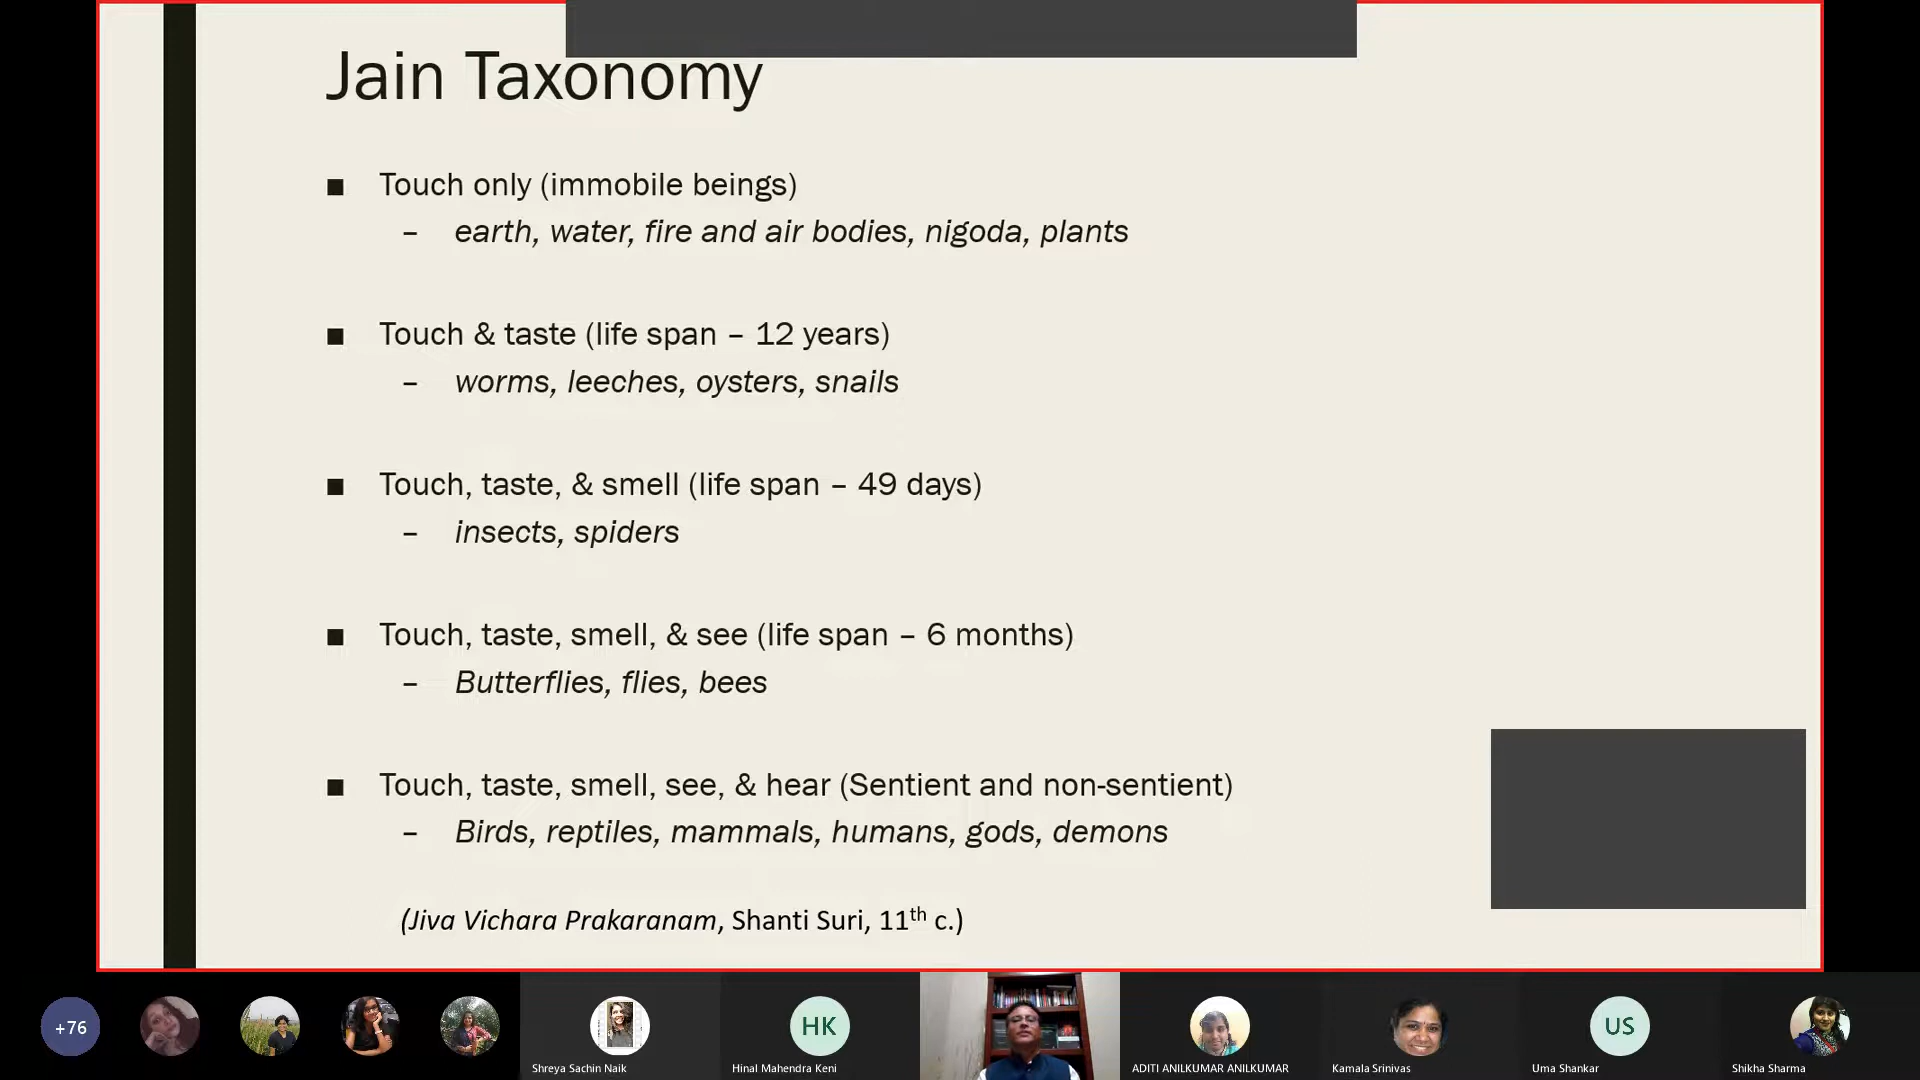 Jain Taxonomy
■ Touch only (immobile beings)
– earth, water, fire and air bodies, nigoda, plants
■ Touch & taste (life span – 12 years)
– worms, leeches, oysters, snails
■ Touch, taste, & smell (life span – 49 days)
– insects, spiders
■ Touch, taste, smell, & see (life span – 6 months)
– Butterflies, flies, bees
■ Touch, taste, smell, see, & hear (Sentient and non-sentient)
– Birds, reptiles, mammals, humans, gods, demons
(Jiva Vichara Prakaranam, Shanti Suri, 11th c.)
+76
HK
US
Shreya Sachin Naik
Hinal Mahendra Keni
ADITI ANILKUMAR ANILKUMAR
Kamala Srinivas
Uma Shankar
Shikha Sharma